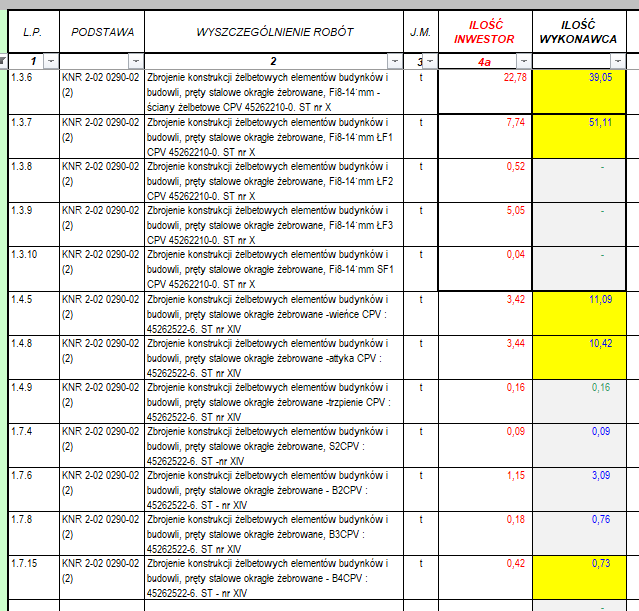 L.P. PODSTAWA WYSZCZEGÓLNIENIE ROBÓT J.M. ILOŚĆ INWESTOR ILOŚĆ WYKONAWCA
1 2 3 4a
1.3.6 KNR 2-02 0290-02 Zbrojenie konstrukcji żelbetowych elementów budynków i t 22,78 39,05
(2) budowli, pręty stalowe okrągłe żebrowane, Fi8-14˙mm -
ściany żelbetowe CPV 45262210-0. ST nr X
1.3.7 KNR 2-02 0290-02 Zbrojenie konstrukcji żelbetowych elementów budynków i t 7,74 51,11
(2) budowli, pręty stalowe okrągłe żebrowane, Fi8-14˙mm ŁF1
CPV 45262210-0. ST nr X
1.3.8 KNR 2-02 0290-02 Zbrojenie konstrukcji żelbetowych elementów budynków i t 0,52 -
(2) budowli, pręty stalowe okrągłe żebrowane, Fi8-14˙mm ŁF2
CPV 45262210-0. ST nr X
1.3.9 KNR 2-02 0290-02 Zbrojenie konstrukcji żelbetowych elementów budynków i t 5,05 -
(2) budowli, pręty stalowe okrągłe żebrowane, Fi8-14˙mm ŁF3
CPV 45262210-0. ST nr X
1.3.10 KNR 2-02 0290-02 Zbrojenie konstrukcji żelbetowych elementów budynków i t 0,04 -
(2) budowli, pręty stalowe okrągłe żebrowane, Fi8-14˙mm SF1
CPV 45262210-0. ST nr X
1.4.5 KNR 2-02 0290-02 Zbrojenie konstrukcji żelbetowych elementów budynków i t 3,42 11,09
(2) budowli, pręty stalowe okrągłe żebrowane -wieńce CPV :
45262522-6. ST nr XIV
1.4.8 KNR 2-02 0290-02 Zbrojenie konstrukcji żelbetowych elementów budynków i t 3,44 10,42
(2) budowli, pręty stalowe okrągłe żebrowane -attyka CPV :
45262522-6. ST nr XIV
1.4.9 KNR 2-02 0290-02 Zbrojenie konstrukcji żelbetowych elementów budynków i t 0,16 0,16
(2) budowli, pręty stalowe okrągłe żebrowane -trzpienie CPV :
45262522-6. ST nr XIV
1.7.4 KNR 2-02 0290-02 Zbrojenie konstrukcji żelbetowych elementów budynków i t 0,09 0,09
(2) budowli, pręty stalowe okrągłe żebrowane, S2CPV :
45262522-6. ST -nr XIV
1.7.6 KNR 2-02 0290-02 Zbrojenie konstrukcji żelbetowych elementów budynków i t 1,15 3,09
(2) budowli, pręty stalowe okrągłe żebrowane - B2CPV :
45262522-6. ST - nr XIV
1.7.8 KNR 2-02 0290-02 Zbrojenie konstrukcji żelbetowych elementów budynków i t 0,18 0,76
(2) budowli, pręty stalowe okrągłe żebrowane, B3CPV :
45262522-6. ST nr XIV
1.7.15 KNR 2-02 0290-02 Zbrojenie konstrukcji żelbetowych elementów budynków i t 0,42 0,73
(2) budowli, pręty stalowe okrągłe żebrowane - B4CPV :
45262522-6. ST - nr XIV
-